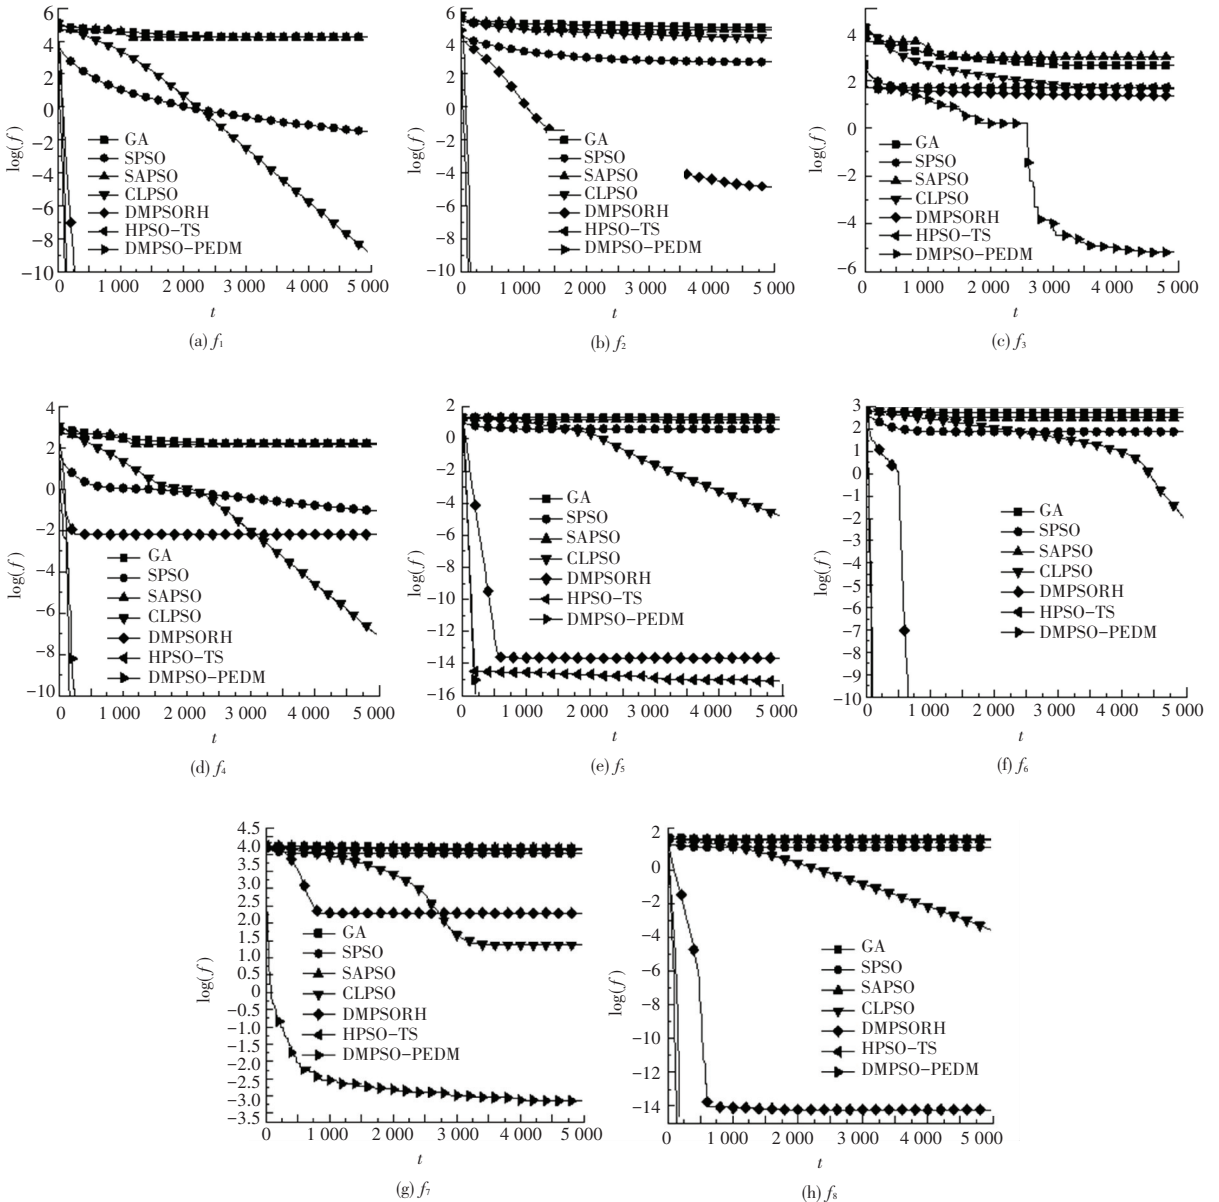 6
4
2
0
−2
−4
−6
−8
−10
log(f)
GA
SPSO
SAPSO
CLPSO
DMPSORH
HPSO−TS
DMPSO−PEDM
0 1 000 2 000 3 000 4 000 5 000
t
(a) f₁
6
4
2
0
−2
−4
−6
−8
−10
log(f)
GA
SPSO
SAPSO
CLPSO
DMPSORH
HPSO−TS
DMPSO−PEDM
0 1 000 2 000 3 000 4 000 5 000
t
(b) f₂
4
2
0
−2
−4
−6
log(f)
GA
SPSO
SAPSO
CLPSO
DMPSORH
HPSO−TS
DMPSO−PEDM
0 1 000 2 000 3 000 4 000 5 000
t
(c) f₃
4
2
0
−2
−4
−6
−8
−10
log(f)
GA
SPSO
SAPSO
CLPSO
DMPSORH
HPSO−TS
DMPSO−PEDM
0 1 000 2 000 3 000 4 000 5 000
t
(d) f₄
2
0
−2
−4
−6
−8
−10
−12
−14
−16
log(f)
GA
SPSO
SAPSO
CLPSO
DMPSORH
HPSO−TS
DMPSO−PEDM
0 1 000 2 000 3 000 4 000 5 000
t
(e) f₅
3
2
1
0
−1
−2
−3
−4
−5
−6
−7
−8
−9
−10
log(f)
GA
SPSO
SAPSO
CLPSO
DMPSORH
HPSO−TS
DMPSO−PEDM
0 1 000 2 000 3 000 4 000 5 000
t
(f) f₆
4.5
4.0
3.5
3.0
2.5
2.0
1.5
1.0
0.5
0
−0.5
−1.0
−1.5
−2.0
−2.5
−3.0
−3.5
log(f)
GA
SPSO
SAPSO
CLPSO
DMPSORH
HPSO−TS
DMPSO−PEDM
0 1 000 2 000 3 000 4 000 5 000
t
(g) f₇
2
0
−2
−4
−6
−8
−10
−12
−14
log(f)
GA
SPSO
SAPSO
CLPSO
DMPSORH
HPSO−TS
DMPSO−PEDM
0 1 000 2 000 3 000 4 000 5 000
t
(h) f₈